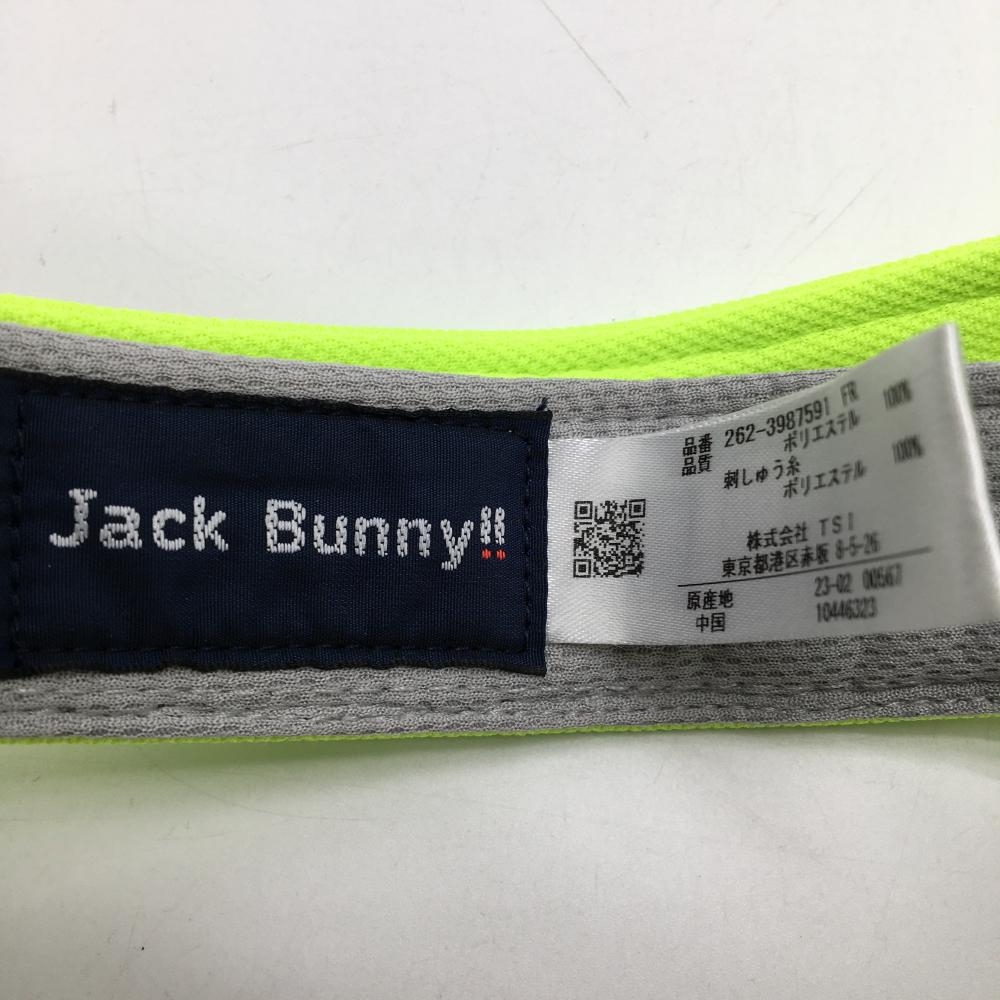 Jack Bunny!!
品番 262-3987591 FR
品質 ポリエステル 100%
刺しゅう糸
ポリエステル 100%
株式会社 TSI
東京都港区赤坂 8-5-26
原産地 23-02 00567
中国 10446323